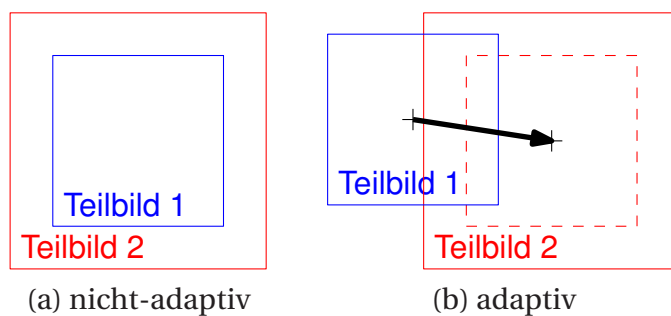 Teilbild 1
Teilbild 2
(a) nicht-adaptiv
Teilbild 1
Teilbild 2
(b) adaptiv